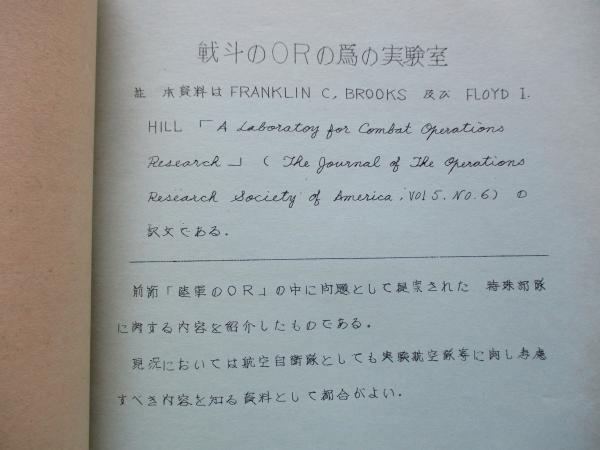 戦斗のORの爲の実験室
註 本資料は FRANKLIN C, BROOKS 及び FLOYD I.
HILL「A Laboratoy for Combat Operations
Research」( The Journal of The Operations
Research Society of America, Vol 5. No. 6) の
訳文である.
前節「陸軍のOR」の中に問題として提案された 特殊部隊
に関する内容を紹介したものである.
現況においては航空自衛隊としても実験航空隊等に関し考慮
すべき内容を知る資料として都合がよい.